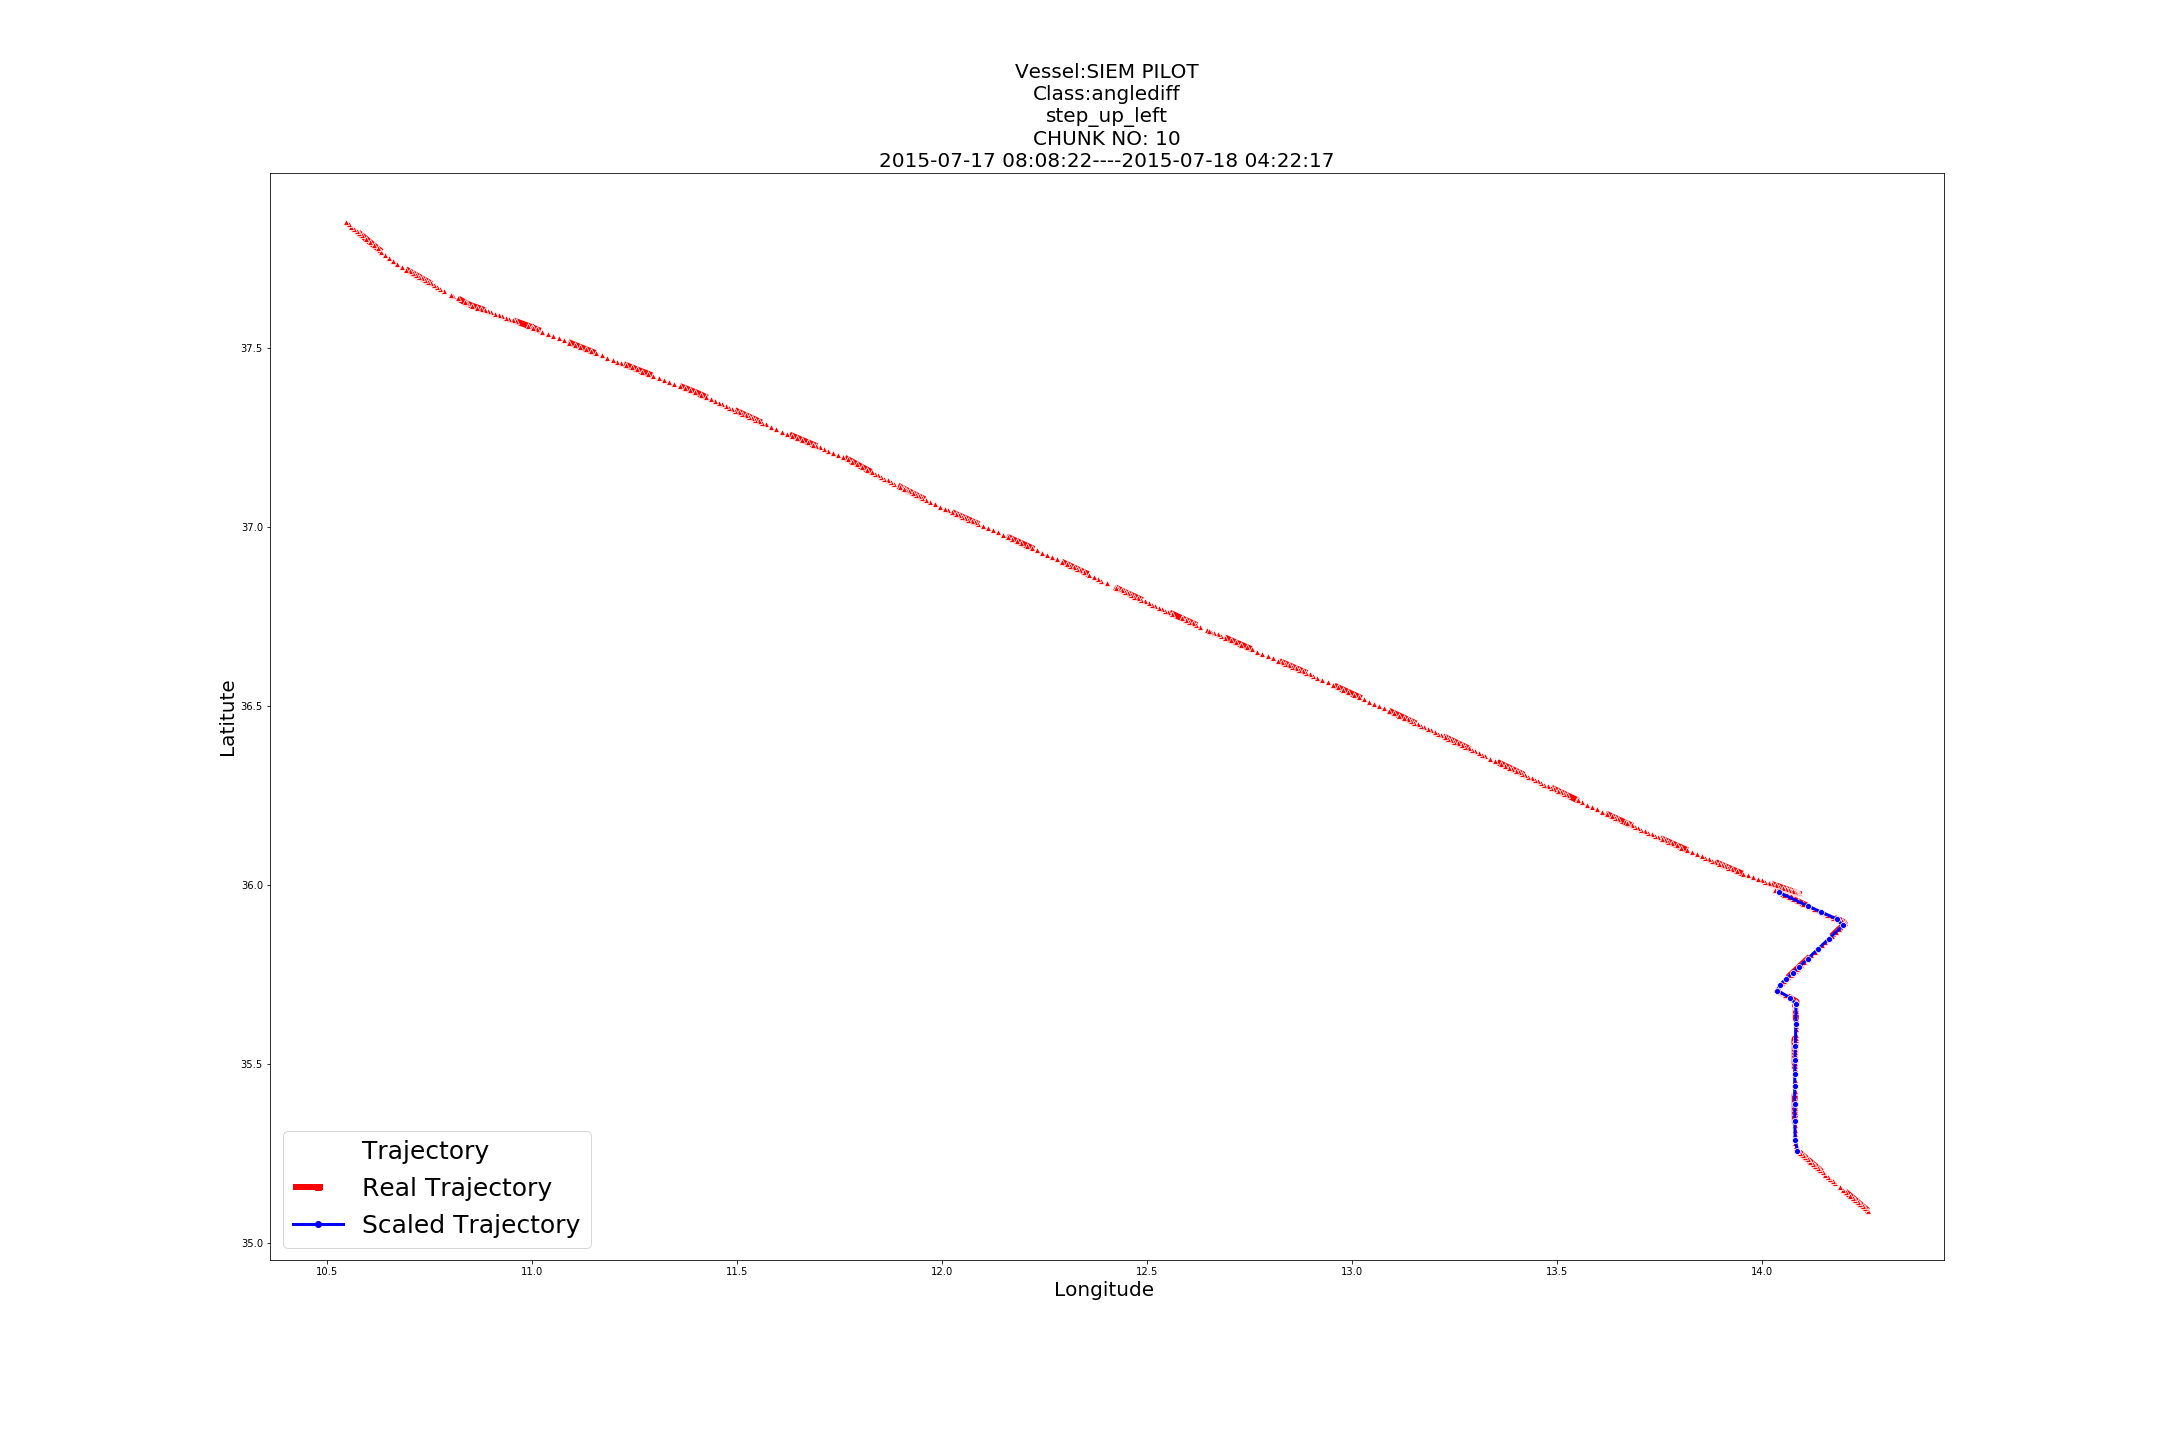 Vessel:SIEM PILOT
Class:anglediff
step_up_left
CHUNK NO: 10
2015-07-17 08:08:22----2015-07-18 04:22:17
Latitute
37.5
37.0
36.5
36.0
35.5
35.0
Trajectory
Real Trajectory
Scaled Trajectory
10.5 11.0 11.5 12.0 12.5 13.0 13.5 14.0
Longitude